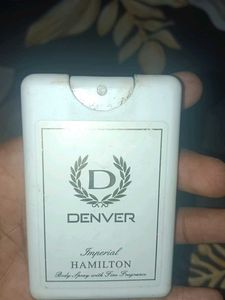 D
DENVER
Imperial
HAMILTON
Body Spray with Fine Fragrance